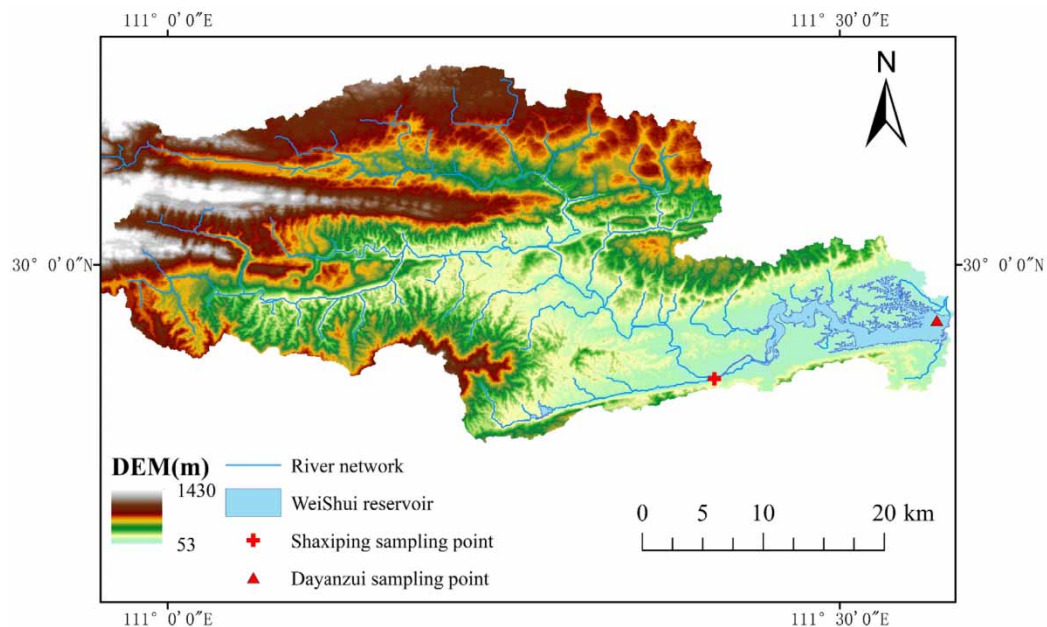 111° 0′0″E 111° 30′0″E
N
30° 0′0″N 30° 0′0″N
DEM(m)
1430
53
River network
WeiShui reservoir
Shaxiping sampling point
Dayanzui sampling point
0 5 10 20 km
111° 0′0″E 111° 30′0″E